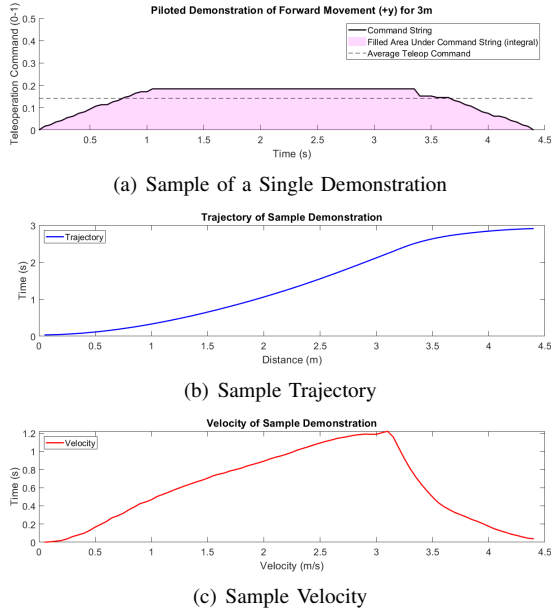 Piloted Demonstration of Forward Movement (+y) for 3m
Teleoperation Command (0-1)
0.5
0.4
0.3
0.2
0.1
0
Command String
Filled Area Under Command String (integral)
Average Teleop Command
0.5 1 1.5 2 2.5 3 3.5 4 4.5
Time (s)
(a) Sample of a Single Demonstration
Trajectory of Sample Demonstration
Time (s)
3
2
1
0
Trajectory
0 0.5 1 1.5 2 2.5 3 3.5 4 4.5
Distance (m)
(b) Sample Trajectory
Velocity of Sample Demonstration
Time (s)
1.2
1
0.8
0.6
0.4
0.2
0
Velocity
0 0.5 1 1.5 2 2.5 3 3.5 4 4.5
Velocity (m/s)
(c) Sample Velocity